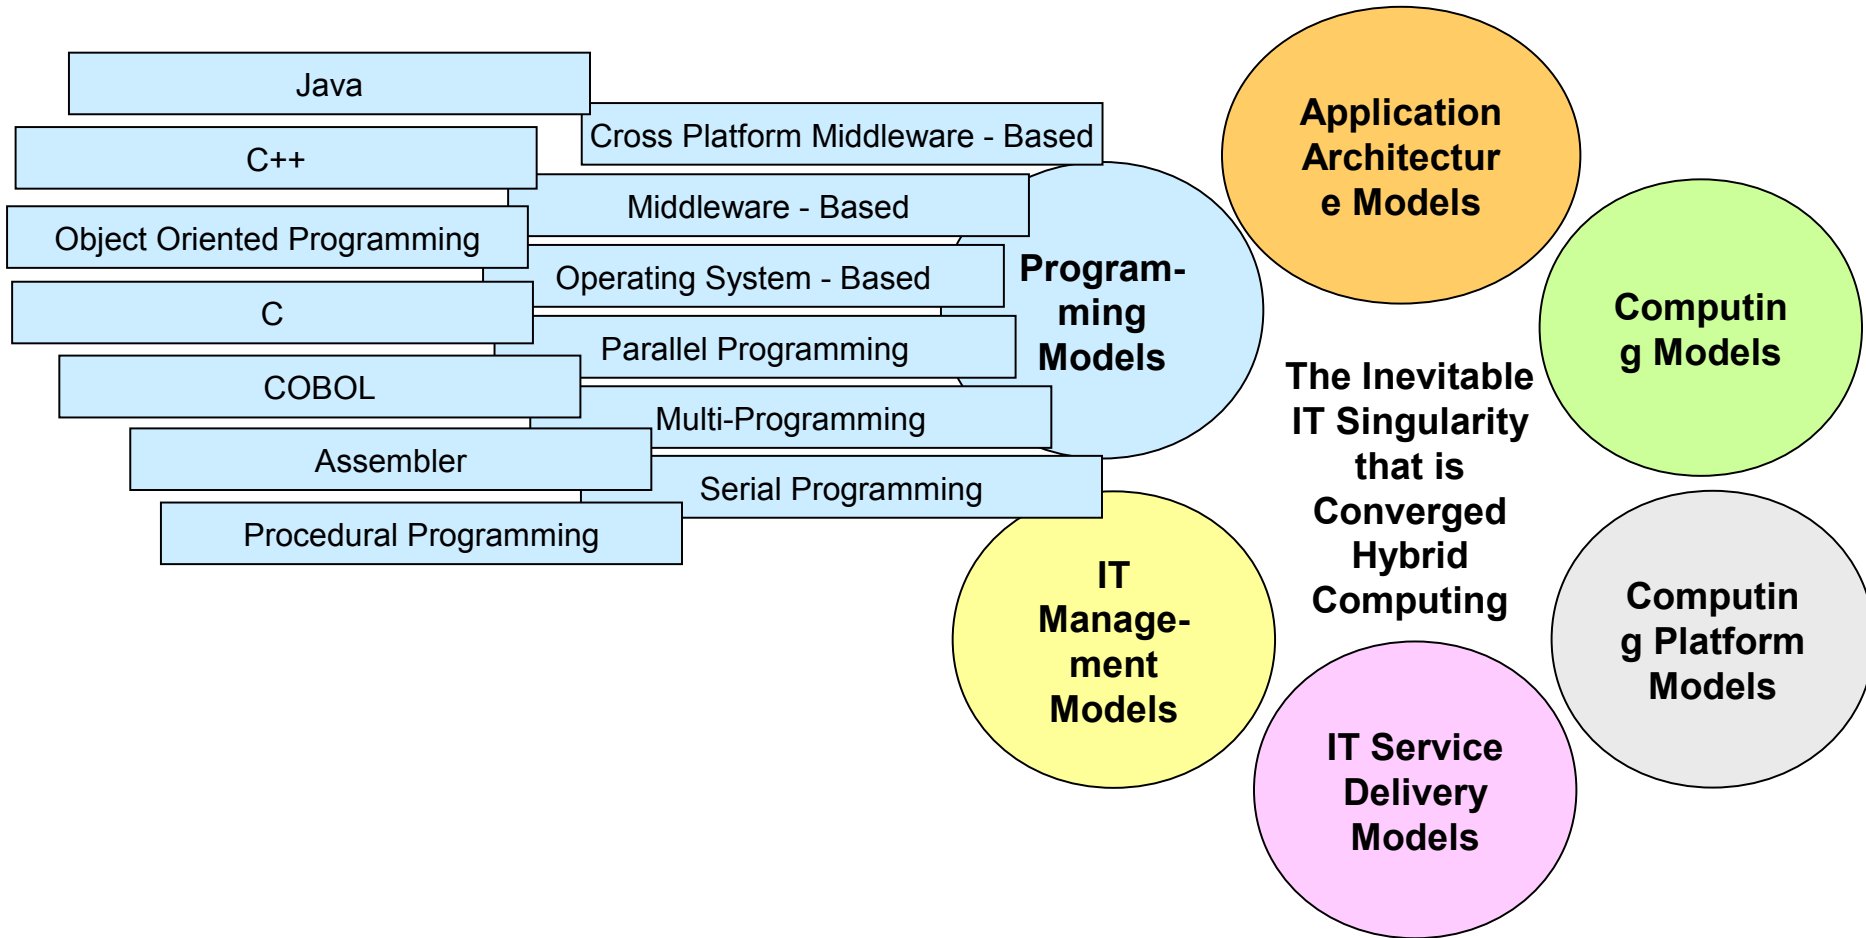 Java
C++
Object Oriented Programming
C
COBOL
Assembler
Procedural Programming
Cross Platform Middleware - Based
Middleware - Based
Operating System - Based
Parallel Programming
Multi-Programming
Serial Programming
Program-
ming
Models
Application
Architectur
e Models
Computin
g Models
The Inevitable
IT Singularity
that is
Converged
Hybrid
Computing
IT
Manage-
ment
Models
IT Service
Delivery
Models
Computin
g Platform
Models